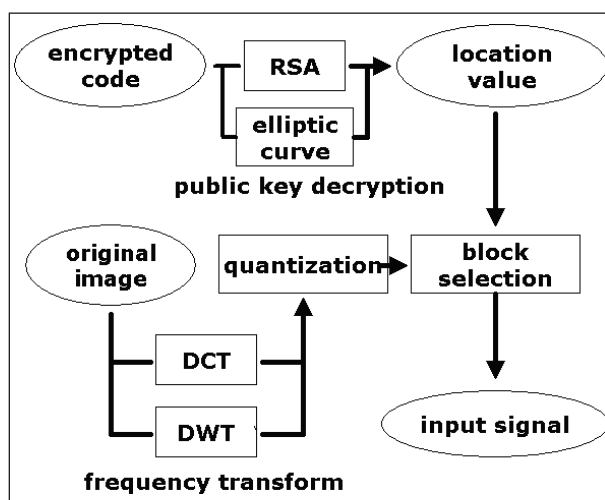 encrypted
code
RSA
location
value
elliptic
curve
public key decryption
original
image
quantization
block
selection
DCT
DWT
input signal
frequency transform